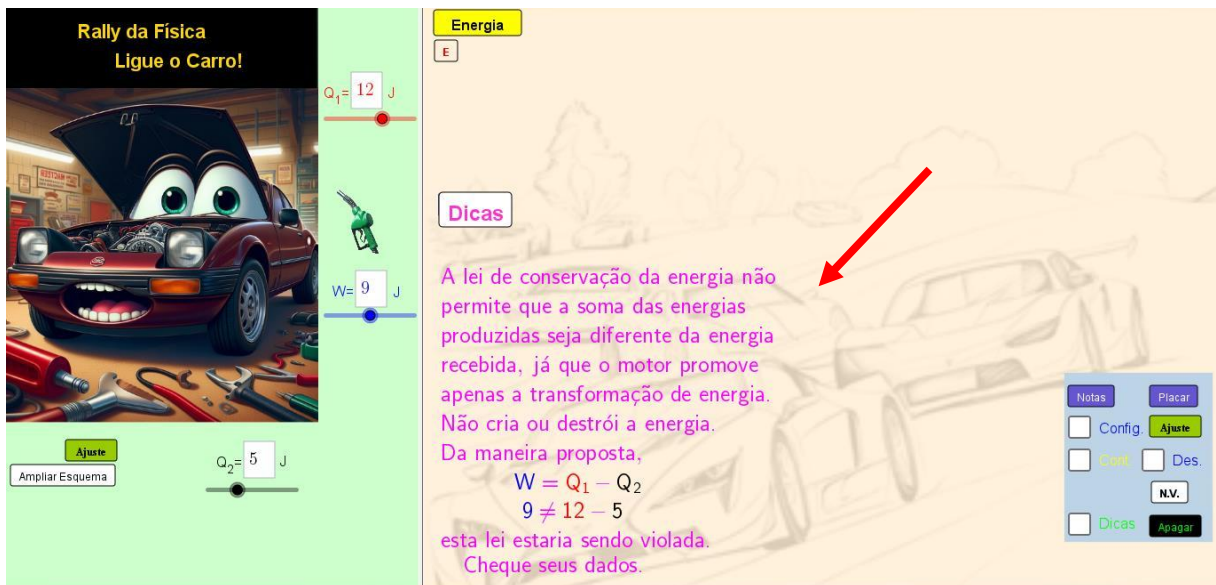 Rally da Física
Ligue o Carro!
Q₁= 12 J
W= 9 J
Ajuste
Ampliar Esquema
Q₂= 5 J
Energia
E
Dicas
A lei de conservação da energia não
permite que a soma das energias
produzidas seja diferente da energia
recebida, já que o motor promove
apenas a transformação de energia.
Não cria ou destrói a energia.
Da maneira proposta,
W = Q₁ − Q₂
9 ≠ 12 − 5
esta lei estaria sendo violada.
Cheque seus dados.
Notas Placar
Config. Ajuste
Cont. Des.
N.V.
Dicas Apagar